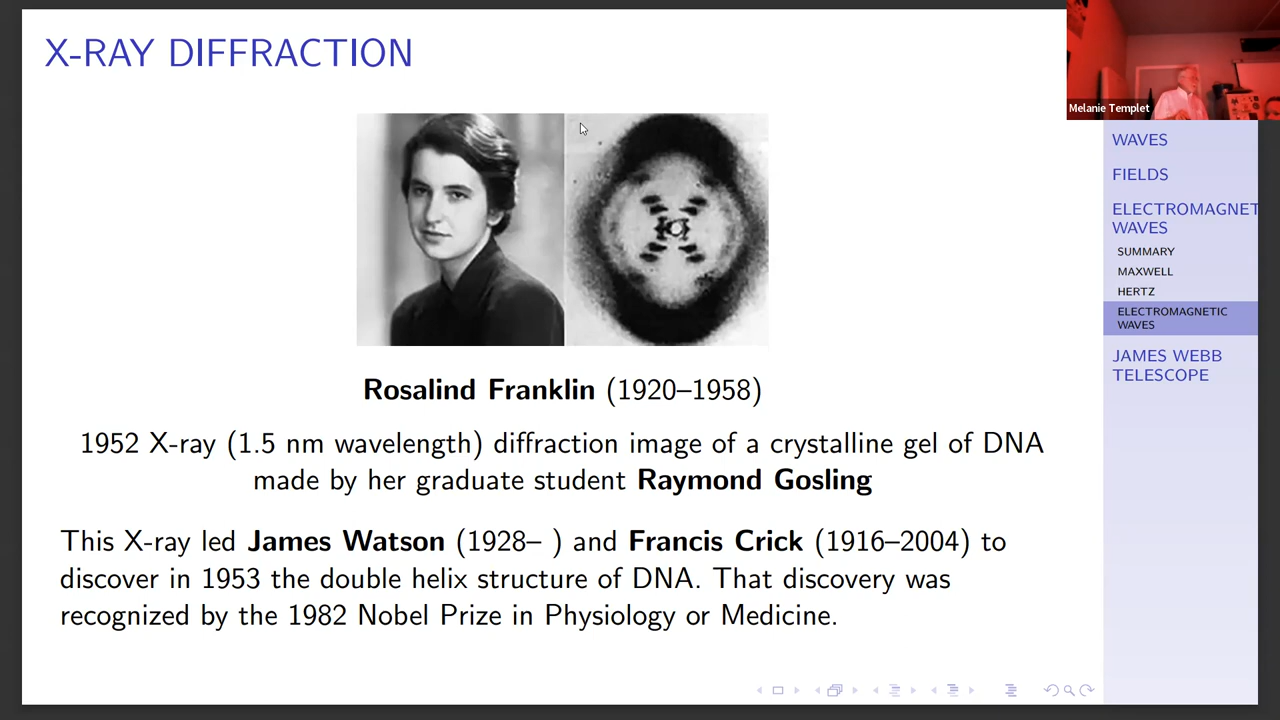 X-RAY DIFFRACTION
Melanie Templet
WAVES
FIELDS
ELECTROMAGNET
WAVES
SUMMARY
MAXWELL
HERTZ
ELECTROMAGNETIC
WAVES
JAMES WEBB
TELESCOPE
Rosalind Franklin (1920–1958)
1952 X-ray (1.5 nm wavelength) diffraction image of a crystalline gel of DNA
made by her graduate student Raymond Gosling
This X-ray led James Watson (1928– ) and Francis Crick (1916–2004) to
discover in 1953 the double helix structure of DNA. That discovery was
recognized by the 1982 Nobel Prize in Physiology or Medicine.